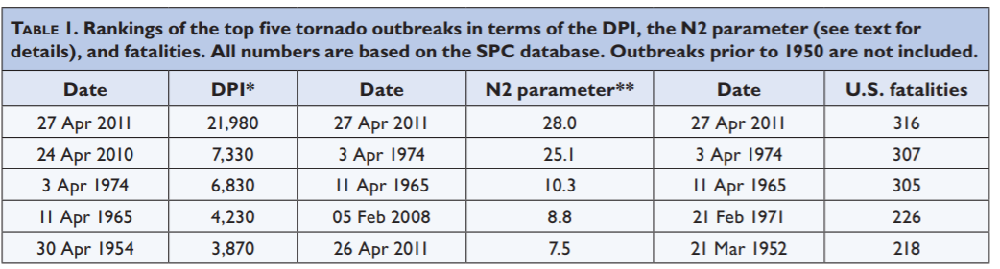 TABLE 1. Rankings of the top five tornado outbreaks in terms of the DPI, the N2 parameter (see text for
details), and fatalities. All numbers are based on the SPC database. Outbreaks prior to 1950 are not included.
Date DPI* Date N2 parameter** Date U.S. fatalities
27 Apr 2011 21,980 27 Apr 2011 28.0 27 Apr 2011 316
24 Apr 2010 7,330 3 Apr 1974 25.1 3 Apr 1974 307
3 Apr 1974 6,830 11 Apr 1965 10.3 11 Apr 1965 305
11 Apr 1965 4,230 05 Feb 2008 8.8 21 Feb 1971 226
30 Apr 1954 3,870 26 Apr 2011 7.5 21 Mar 1952 218